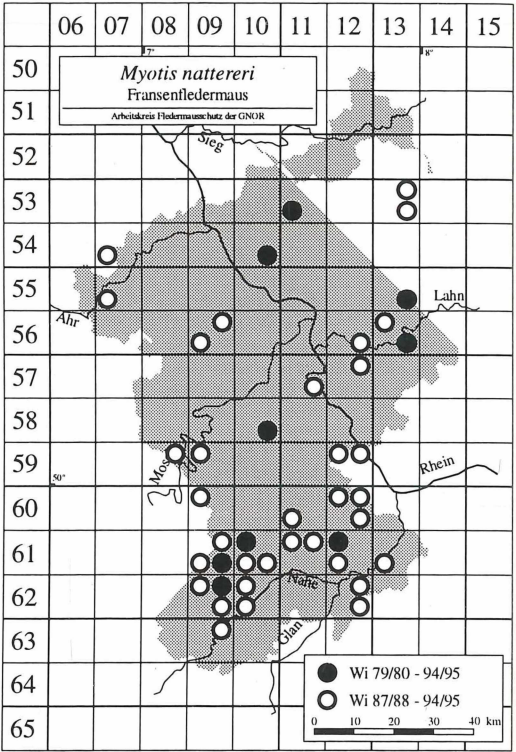 06 07 08 09 10 11 12 13 14 15
7° 8°
50
Myotis nattereri
Fransenfledermaus
Arbeitskreis Fledermausschutz der GNOR
51
Sieg
52
53
54
55
Lahn
Ahr
56
57
58
59
Mos
Rhein
50°
60
61
Nahe
62
Glan
63
Wi 79/80 - 94/95
64
Wi 87/88 - 94/95
0 10 20 30 40 km
65